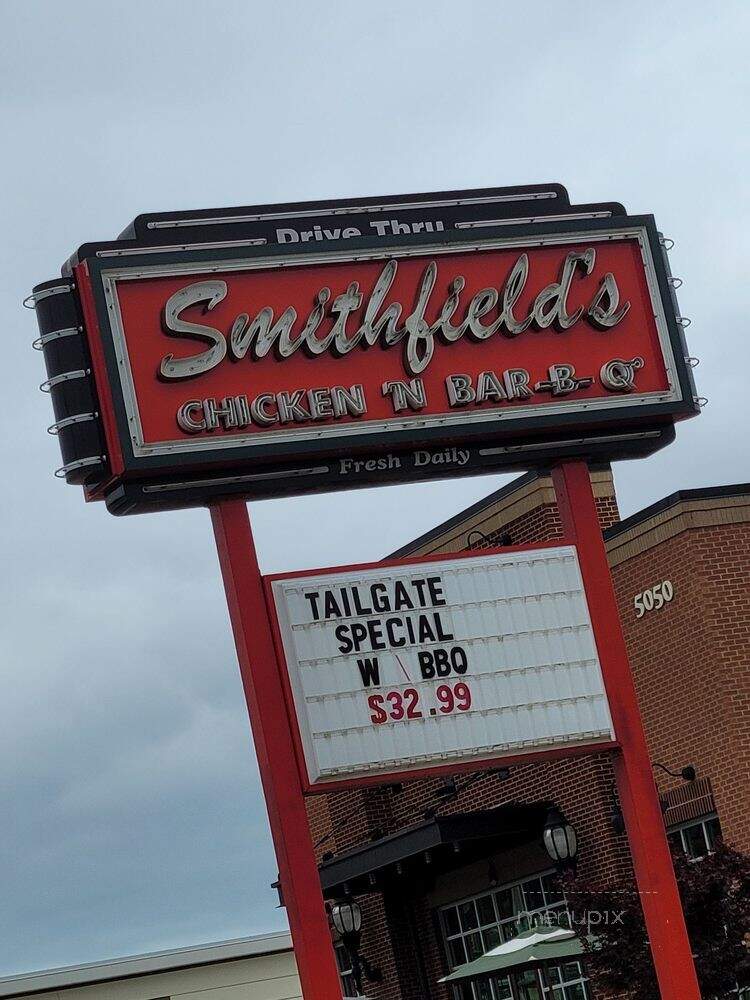 Drive Thru
Smithfield's
CHICKEN 'N BAR-B-Q
Fresh Daily
TAILGATE
SPECIAL
W \ BBQ
$32.99
5050
menupix